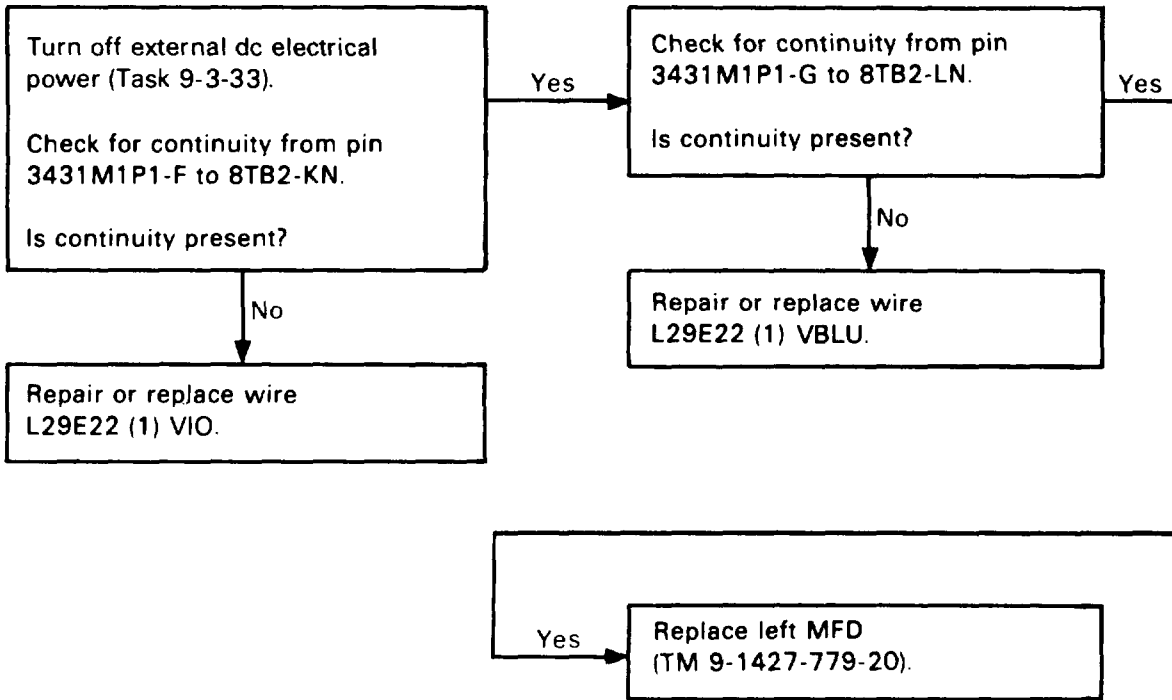 Turn off external dc electrical
power (Task 9-3-33).
Check for continuity from pin
3431M1P1-F to 8TB2-KN.
Is continuity present?
Yes
No
Repair or replace wire
L29E22 (1) VIO.
Check for continuity from pin
3431M1P1-G to 8TB2-LN.
Is continuity present?
Yes
No
Repair or replace wire
L29E22 (1) VBLU.
Yes
Replace left MFD
(TM 9-1427-779-20).